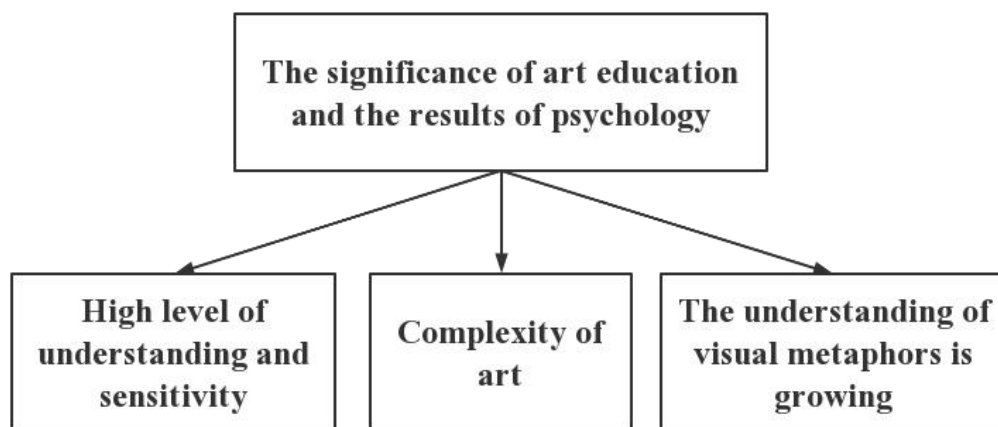 The significance of art education
and the results of psychology
High level of
understanding and
sensitivity
Complexity of
art
The understanding of
visual metaphors is
growing